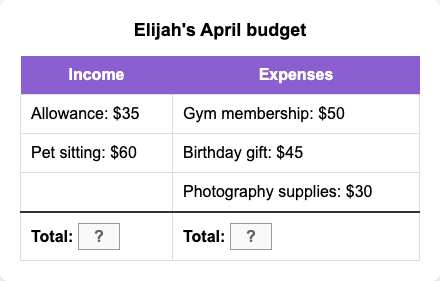 Elijah's April budget
Income Expenses
Allowance: $35 Gym membership: $50
Pet sitting: $60 Birthday gift: $45
Photography supplies: $30
Total: ? Total: ?